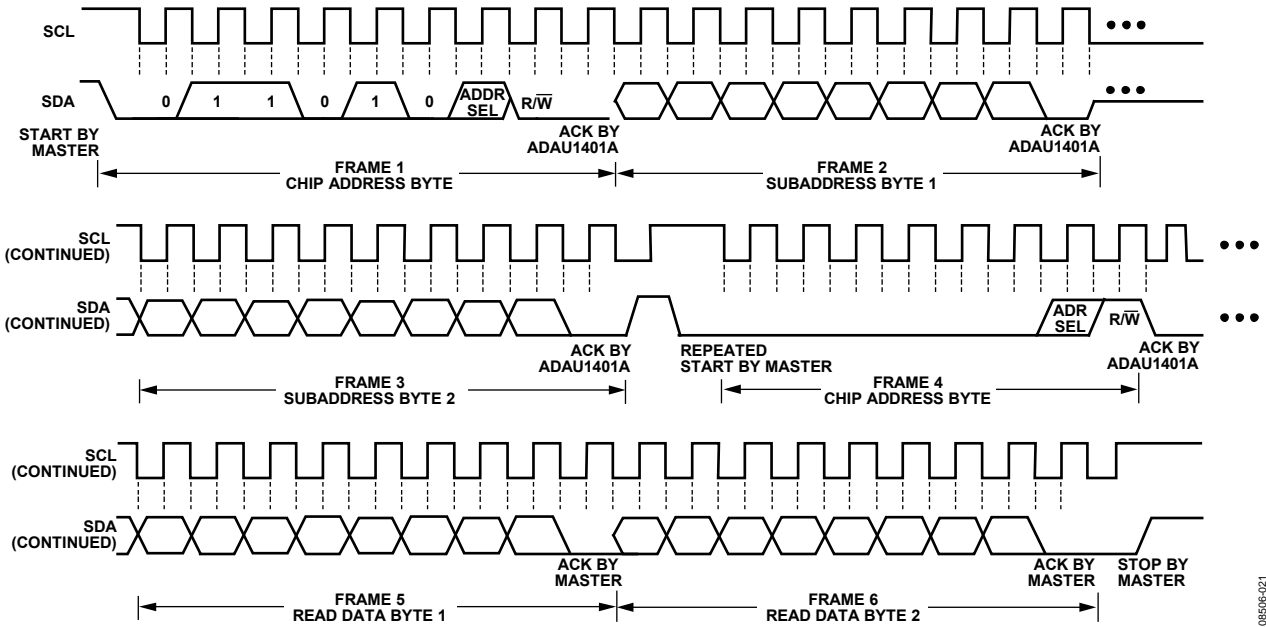 SCL
SDA
0 1 1 0 1 0 ADDR SEL R/W̅
START BY MASTER
ACK BY ADAU1401A
ACK BY ADAU1401A
FRAME 1
CHIP ADDRESS BYTE
FRAME 2
SUBADDRESS BYTE 1
SCL
(CONTINUED)
SDA
(CONTINUED)
ADR SEL R/W̅
ACK BY ADAU1401A
REPEATED
START BY MASTER
ACK BY ADAU1401A
FRAME 3
SUBADDRESS BYTE 2
FRAME 4
CHIP ADDRESS BYTE
SCL
(CONTINUED)
SDA
(CONTINUED)
ACK BY MASTER
ACK BY MASTER
STOP BY MASTER
FRAME 5
READ DATA BYTE 1
FRAME 6
READ DATA BYTE 2
08506-021